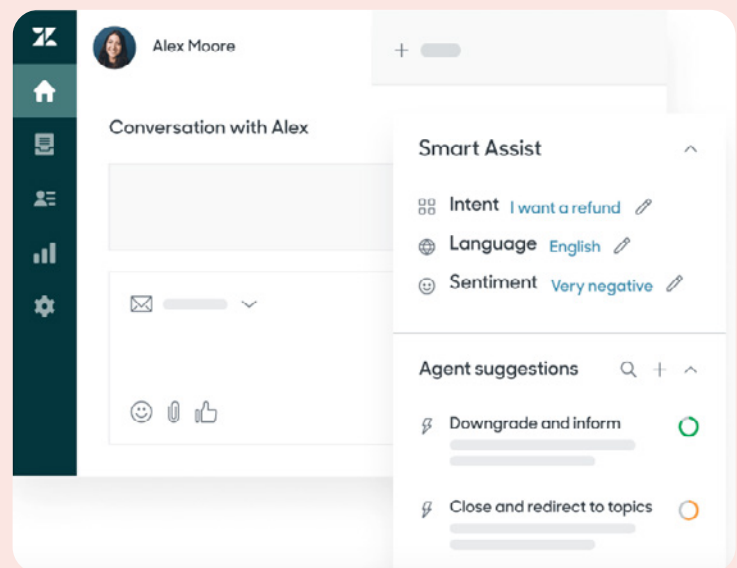 Alex Moore
Conversation with Alex
Smart Assist
Intent I want a refund
Language English
Sentiment Very negative
Agent suggestions
Downgrade and inform
Close and redirect to topics